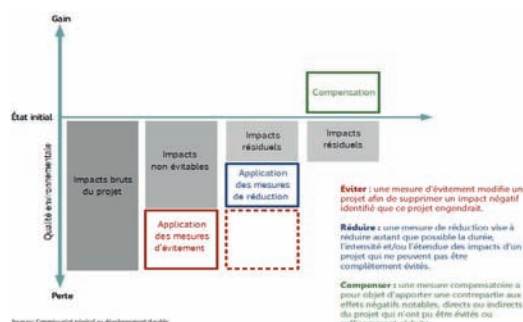 Gain
Compensation
État initial
Impacts bruts
du projet
Impacts
non évitables
Impacts
résiduels
Impacts
résiduels
Application
des mesures
de réduction
Application
des mesures
d'évitement
Qualité environnementale
Perte
Éviter : une mesure d'évitement modifie un
projet afin de supprimer un impact négatif
identifié que ce projet engendrait.
Réduire : une mesure de réduction vise à
réduire autant que possible la durée,
l'intensité et/ou l'étendue des impacts d'un
projet qui ne peuvent pas être
complètement évités.
Compenser : une mesure compensatoire a
pour objet d'apporter une contrepartie aux
effets négatifs notables, directs ou indirects
du projet qui n'ont pu être évités ou